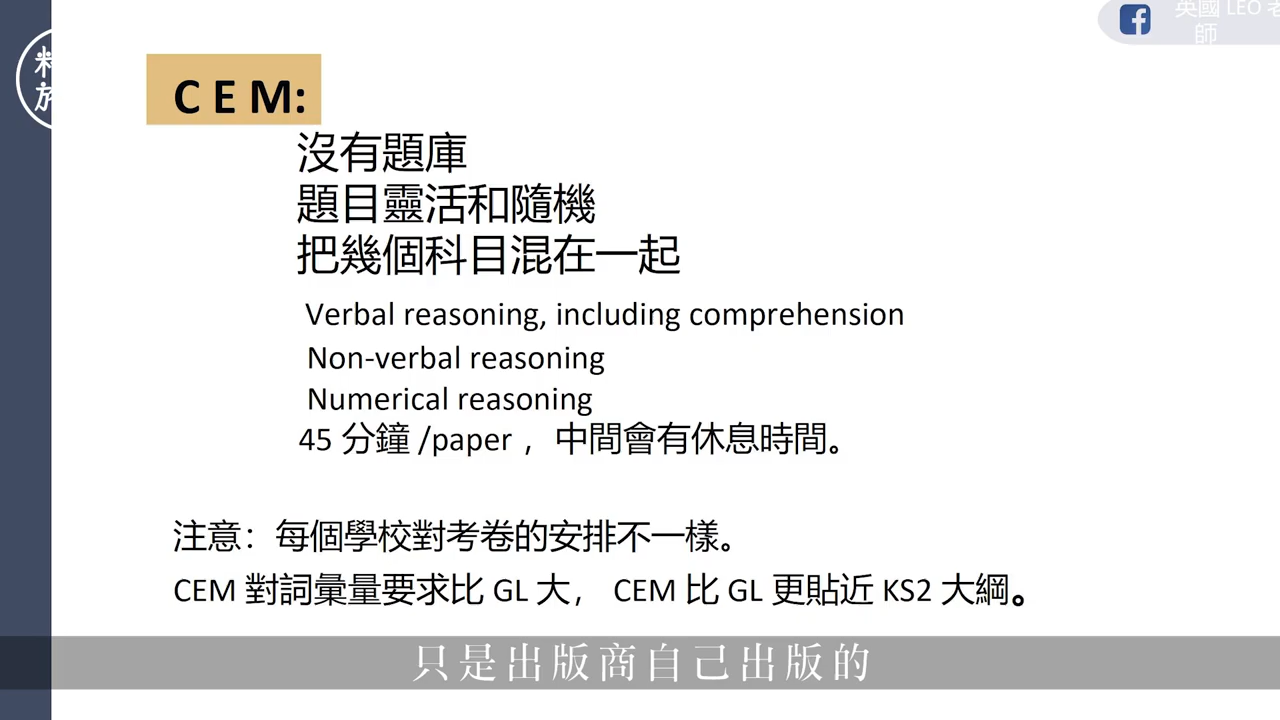 英國 LEO 老
師
C E M:
沒有題庫
題目靈活和隨機
把幾個科目混在一起
Verbal reasoning, including comprehension
Non-verbal reasoning
Numerical reasoning
45 分鐘 /paper ，中間會有休息時間。
注意：每個學校對考卷的安排不一樣。
CEM 對詞彙量要求比 GL 大， CEM 比 GL 更貼近 KS2 大綱。
只是出版商自己出版的